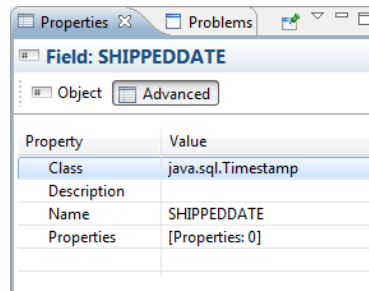 Properties Problems
Field: SHIPPEDDATE
Object Advanced
Property Value
Class java.sql.Timestamp
Description
Name SHIPPEDDATE
Properties [Properties: 0]